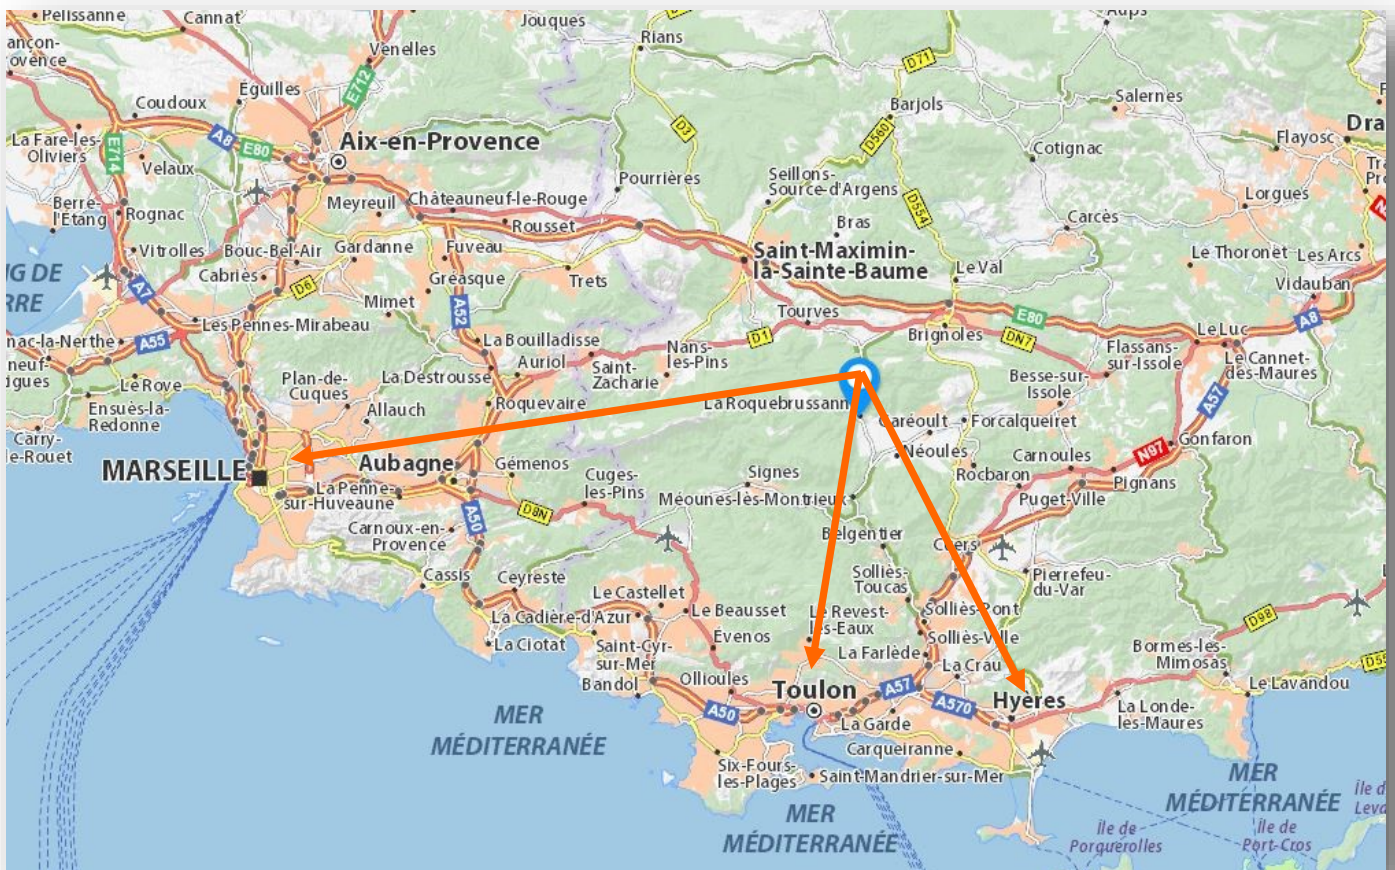 Pélissanne
Cannat
Jouques
Rians
Venelles
D71
E712
Éguilles
Coudoux
Barjols
Salernes
La Fare-les-
Oliviers
E714
A8
E80
Aix-en-Provence
D3
D560
Flayosc
Velaux
Cotignac
Pourrières
Seillons-
Source-d'Argens
Berre-
l'Étang
Rognac
Meyreuil
Châteauneuf-le-Rouge
D554
Lorgues
Rousset
Bras
Carcès
Vitrolles
Bouc-Bel-Air
Gardanne
Fuveau
Saint-Maximin-
la-Sainte-Baume
Le Thoronet
Les Arcs
Cabriès
Gréasque
Trets
Le Val
A7
D6
Mimet
A52
Vidauban
Tourves
E80
A8
Les Pennes-Mirabeau
A55
La Bouilladisse
D1
Brignoles
DN7
Le Luc
Auriol
Nans-
les-Pins
Saint-
Zacharie
Flassans-
sur-Issole
Le Cannet-
des-Maures
Le Rove
Plan-de-
Cuques
La Destrousse
Besse-sur-
Issole
A57
Ensuès-la-
Redonne
Allauch
Roquevaire
La Roquebrussanne
Garéoult
Forcalqueiret
Carry-
le-Rouet
Néoules
Gonfaron
N97
MARSEILLE
Aubagne
Gémenos
Signes
Rocbaron
Carnoules
Pignans
La Penne-
sur-Huveaune
Cuges-
les-Pins
Méounes-lès-Montrieux
Puget-Ville
A50
D8N
Carnoux-en-
Provence
Belgentier
Cuers
Cassis
Ceyreste
Solliès-
Toucas
Pierrefeu-
du-Var
Le Castellet
La Cadière-d'Azur
Le Beausset
Le Revest-
les-Eaux
Solliès-Pont
D98
La Ciotat
Saint-Cyr-
sur-Mer
Évenos
Solliès-Ville
La Farlède
Bormes-les-
Mimosas
La Crau
Bandol
Ollioules
Toulon
A57
A570
Hyères
Le Lavandou
A50
La Garde
La Londe-
les-Maures
MER
MÉDITERRANÉE
Carqueiranne
Six-Fours-
les-Plages
Saint-Mandrier-sur-Mer
MER
MÉDITERRANÉE
MER
MÉDITERRANÉE
Île de
Porquerolles
Île de
Port-Cros